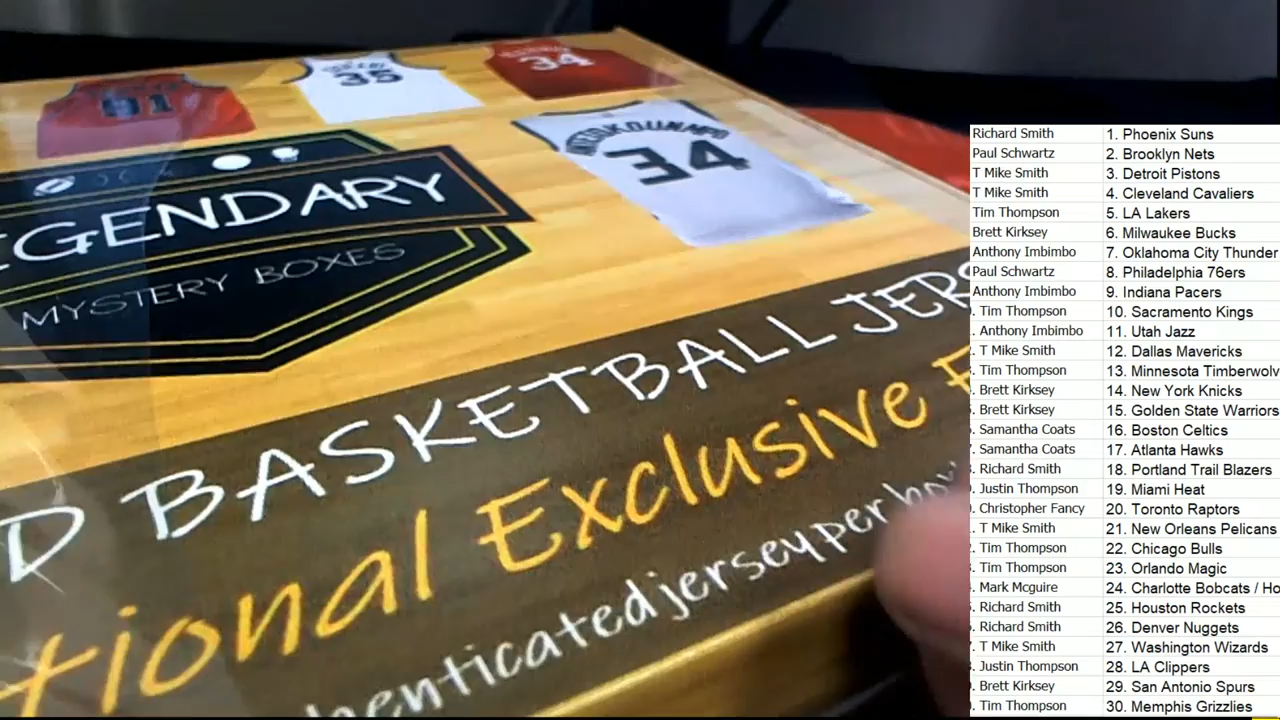 91
35
34
34
GENDARY
MYSTERY BOXES
D BASKETBALL JERS
tional Exclusive E
henticated jersey per box
Richard Smith 1. Phoenix Suns
Paul Schwartz 2. Brooklyn Nets
T Mike Smith 3. Detroit Pistons
T Mike Smith 4. Cleveland Cavaliers
Tim Thompson 5. LA Lakers
Brett Kirksey 6. Milwaukee Bucks
Anthony Imbimbo 7. Oklahoma City Thunder
Paul Schwartz 8. Philadelphia 76ers
Anthony Imbimbo 9. Indiana Pacers
. Tim Thompson 10. Sacramento Kings
. Anthony Imbimbo 11. Utah Jazz
. T Mike Smith 12. Dallas Mavericks
. Tim Thompson 13. Minnesota Timberwolv
. Brett Kirksey 14. New York Knicks
. Brett Kirksey 15. Golden State Warriors
. Samantha Coats 16. Boston Celtics
. Samantha Coats 17. Atlanta Hawks
. Richard Smith 18. Portland Trail Blazers
. Justin Thompson 19. Miami Heat
. Christopher Fancy 20. Toronto Raptors
. T Mike Smith 21. New Orleans Pelicans
. Tim Thompson 22. Chicago Bulls
. Tim Thompson 23. Orlando Magic
. Mark Mcguire 24. Charlotte Bobcats / Ho
. Richard Smith 25. Houston Rockets
. Richard Smith 26. Denver Nuggets
. T Mike Smith 27. Washington Wizards
. Justin Thompson 28. LA Clippers
. Brett Kirksey 29. San Antonio Spurs
. Tim Thompson 30. Memphis Grizzlies